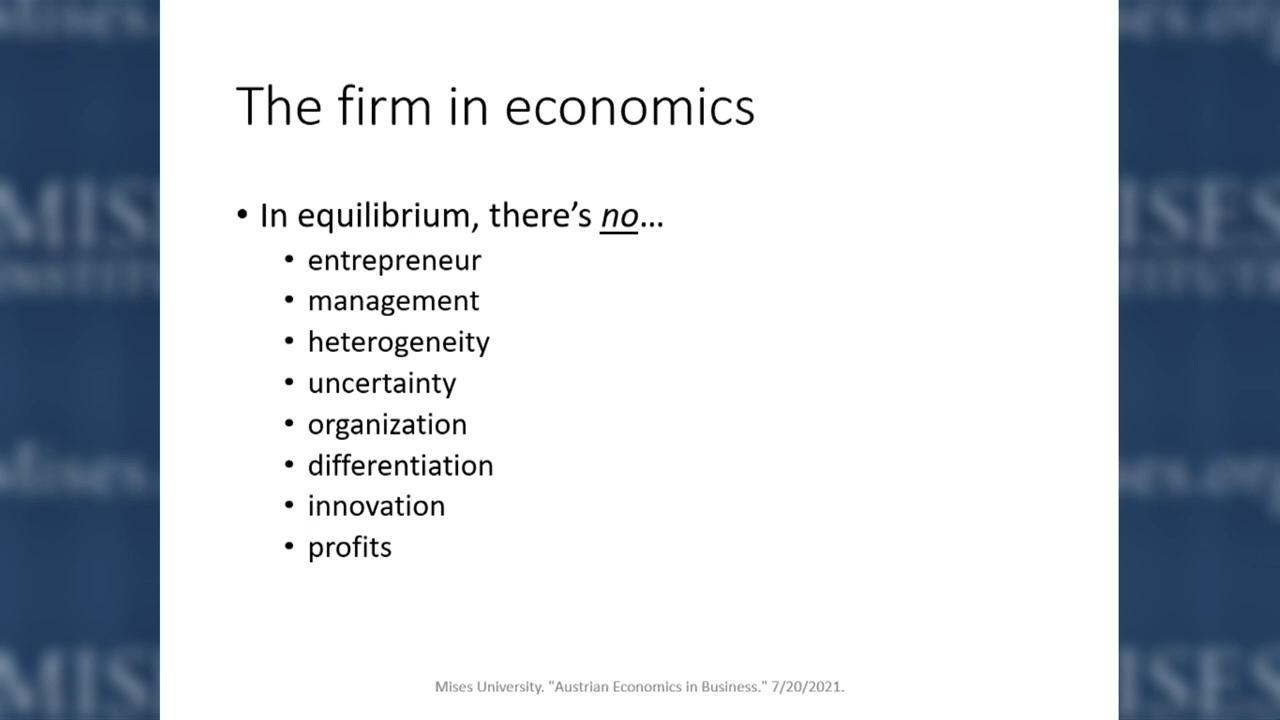 The firm in economics
• In equilibrium, there's no...
• entrepreneur
• management
• heterogeneity
• uncertainty
• organization
• differentiation
• innovation
• profits
Mises University. "Austrian Economics in Business." 7/20/2021.